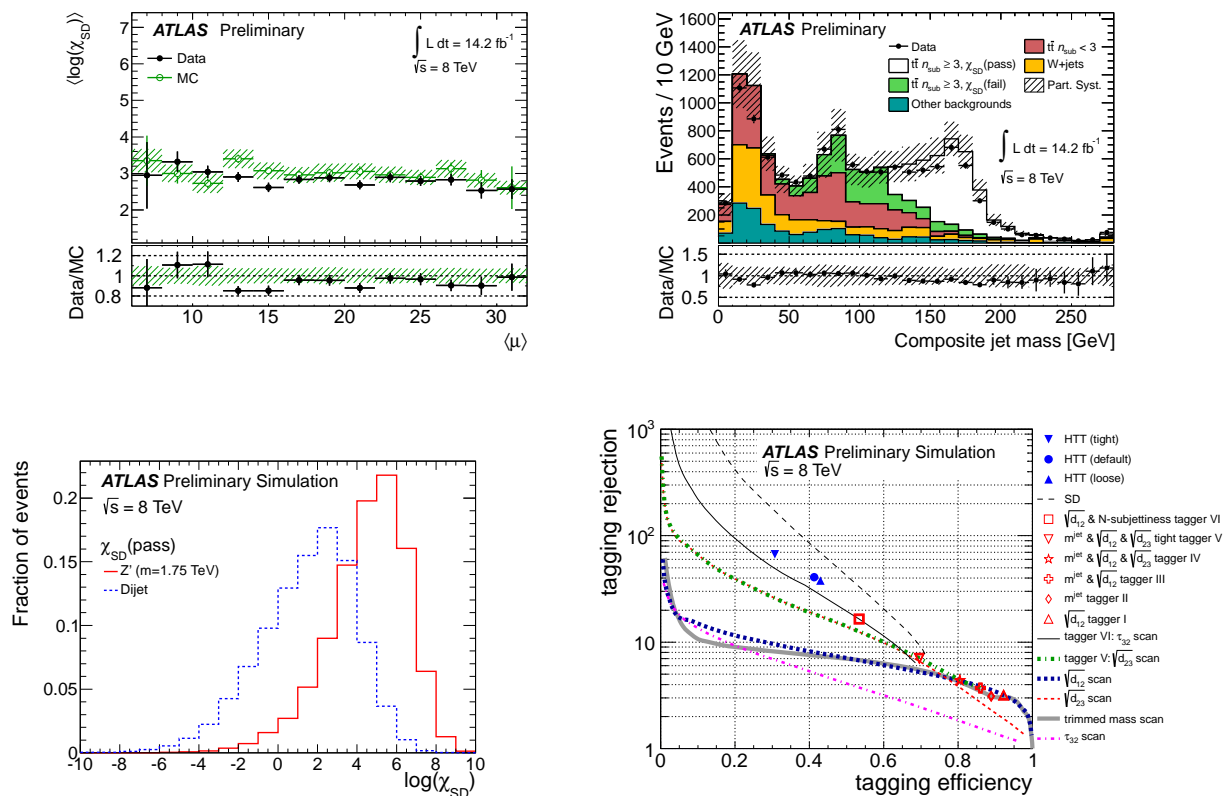 ATLAS Preliminary
∫ L dt = 14.2 fb⁻¹
√s = 8 TeV
Data
MC
⟨log(χSD)⟩
7
6
5
4
3
2
Data/MC
1.2
1
0.8
10 15 20 25 30
⟨μ⟩
ATLAS Preliminary
Data
tt̄ nsub < 3
tt̄ nsub ≥ 3, χSD(pass)
W+jets
tt̄ nsub ≥ 3, χSD(fail)
Part. Syst.
Other backgrounds
∫ L dt = 14.2 fb⁻¹
√s = 8 TeV
Events / 10 GeV
1600
1400
1200
1000
800
600
400
200
Data/MC
1.5
1
0.5
0 50 100 150 200 250
Composite jet mass [GeV]
ATLAS Preliminary Simulation
√s = 8 TeV
χSD(pass)
Z' (m=1.75 TeV)
Dijet
Fraction of events
0.2
0.15
0.1
0.05
0
-10 -8 -6 -4 -2 0 2 4 6 8 10
log(χSD)
ATLAS Preliminary Simulation
√s = 8 TeV
tagging rejection
10³
10²
10
1
0 0.2 0.4 0.6 0.8 1
tagging efficiency
HTT (tight)
HTT (default)
HTT (loose)
SD
√d12 & N-subjettiness tagger VI
mjet & √d12 & √d23 tight tagger V
mjet & √d12 & √d23 tagger IV
mjet & √d12 tagger III
mjet tagger II
√d12 tagger I
tagger VI: τ32 scan
tagger V: √d23 scan
√d12 scan
√d23 scan
trimmed mass scan
τ32 scan